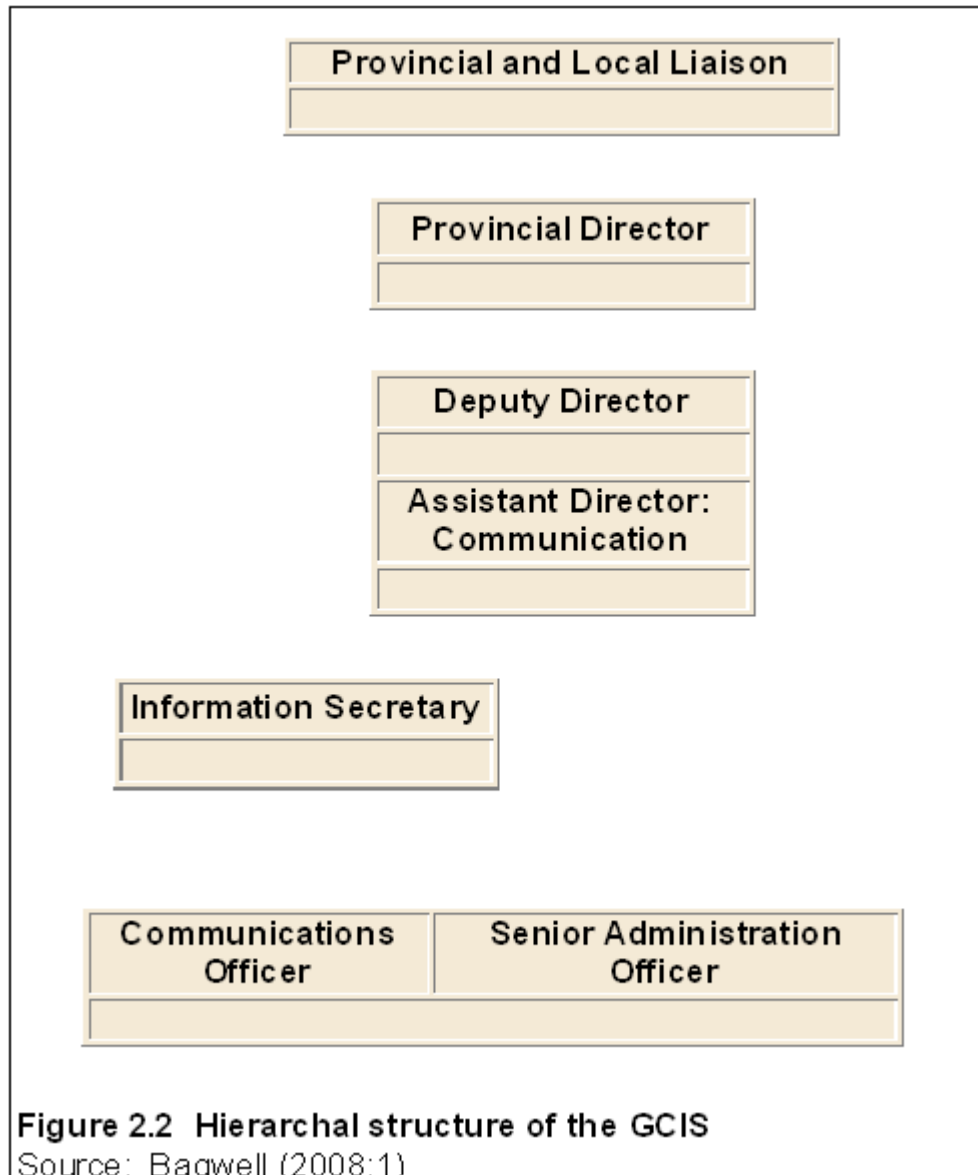 Provincial and Local Liaison
Provincial Director
Deputy Director
Assistant Director:
Communication
Information Secretary
Communications
Officer
Senior Administration
Officer
Figure 2.2 Hierarchal structure of the GCIS
Source: Bagwell (2008:1)